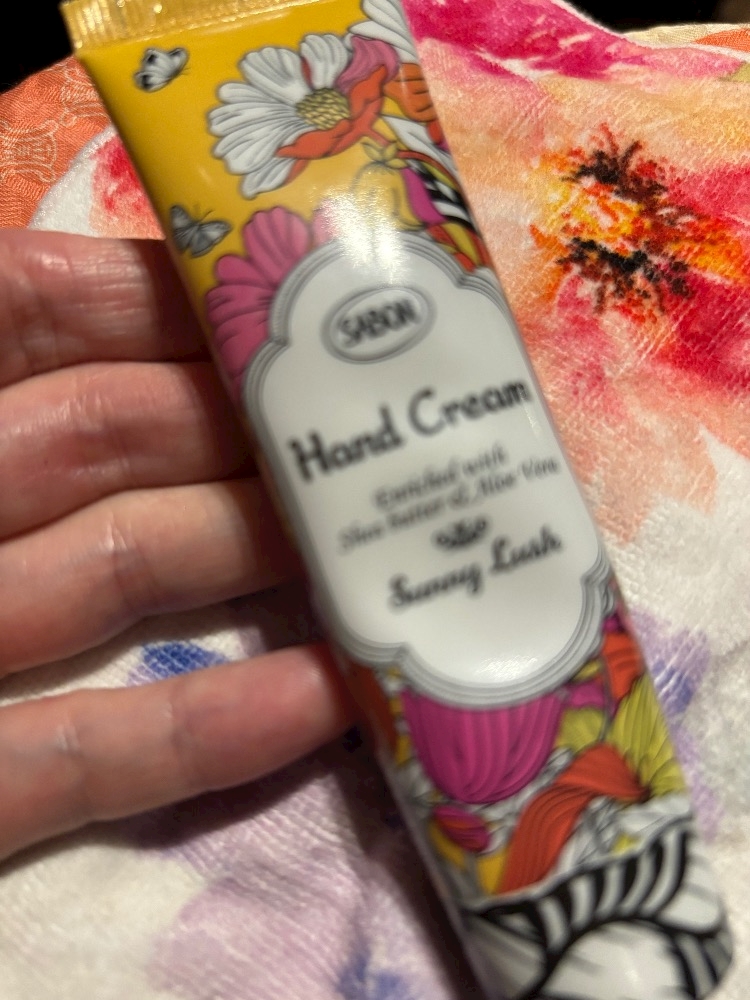 SABON
Hand Cream
Enriched with
Shea butter & Aloe Vera
Sunny Lush